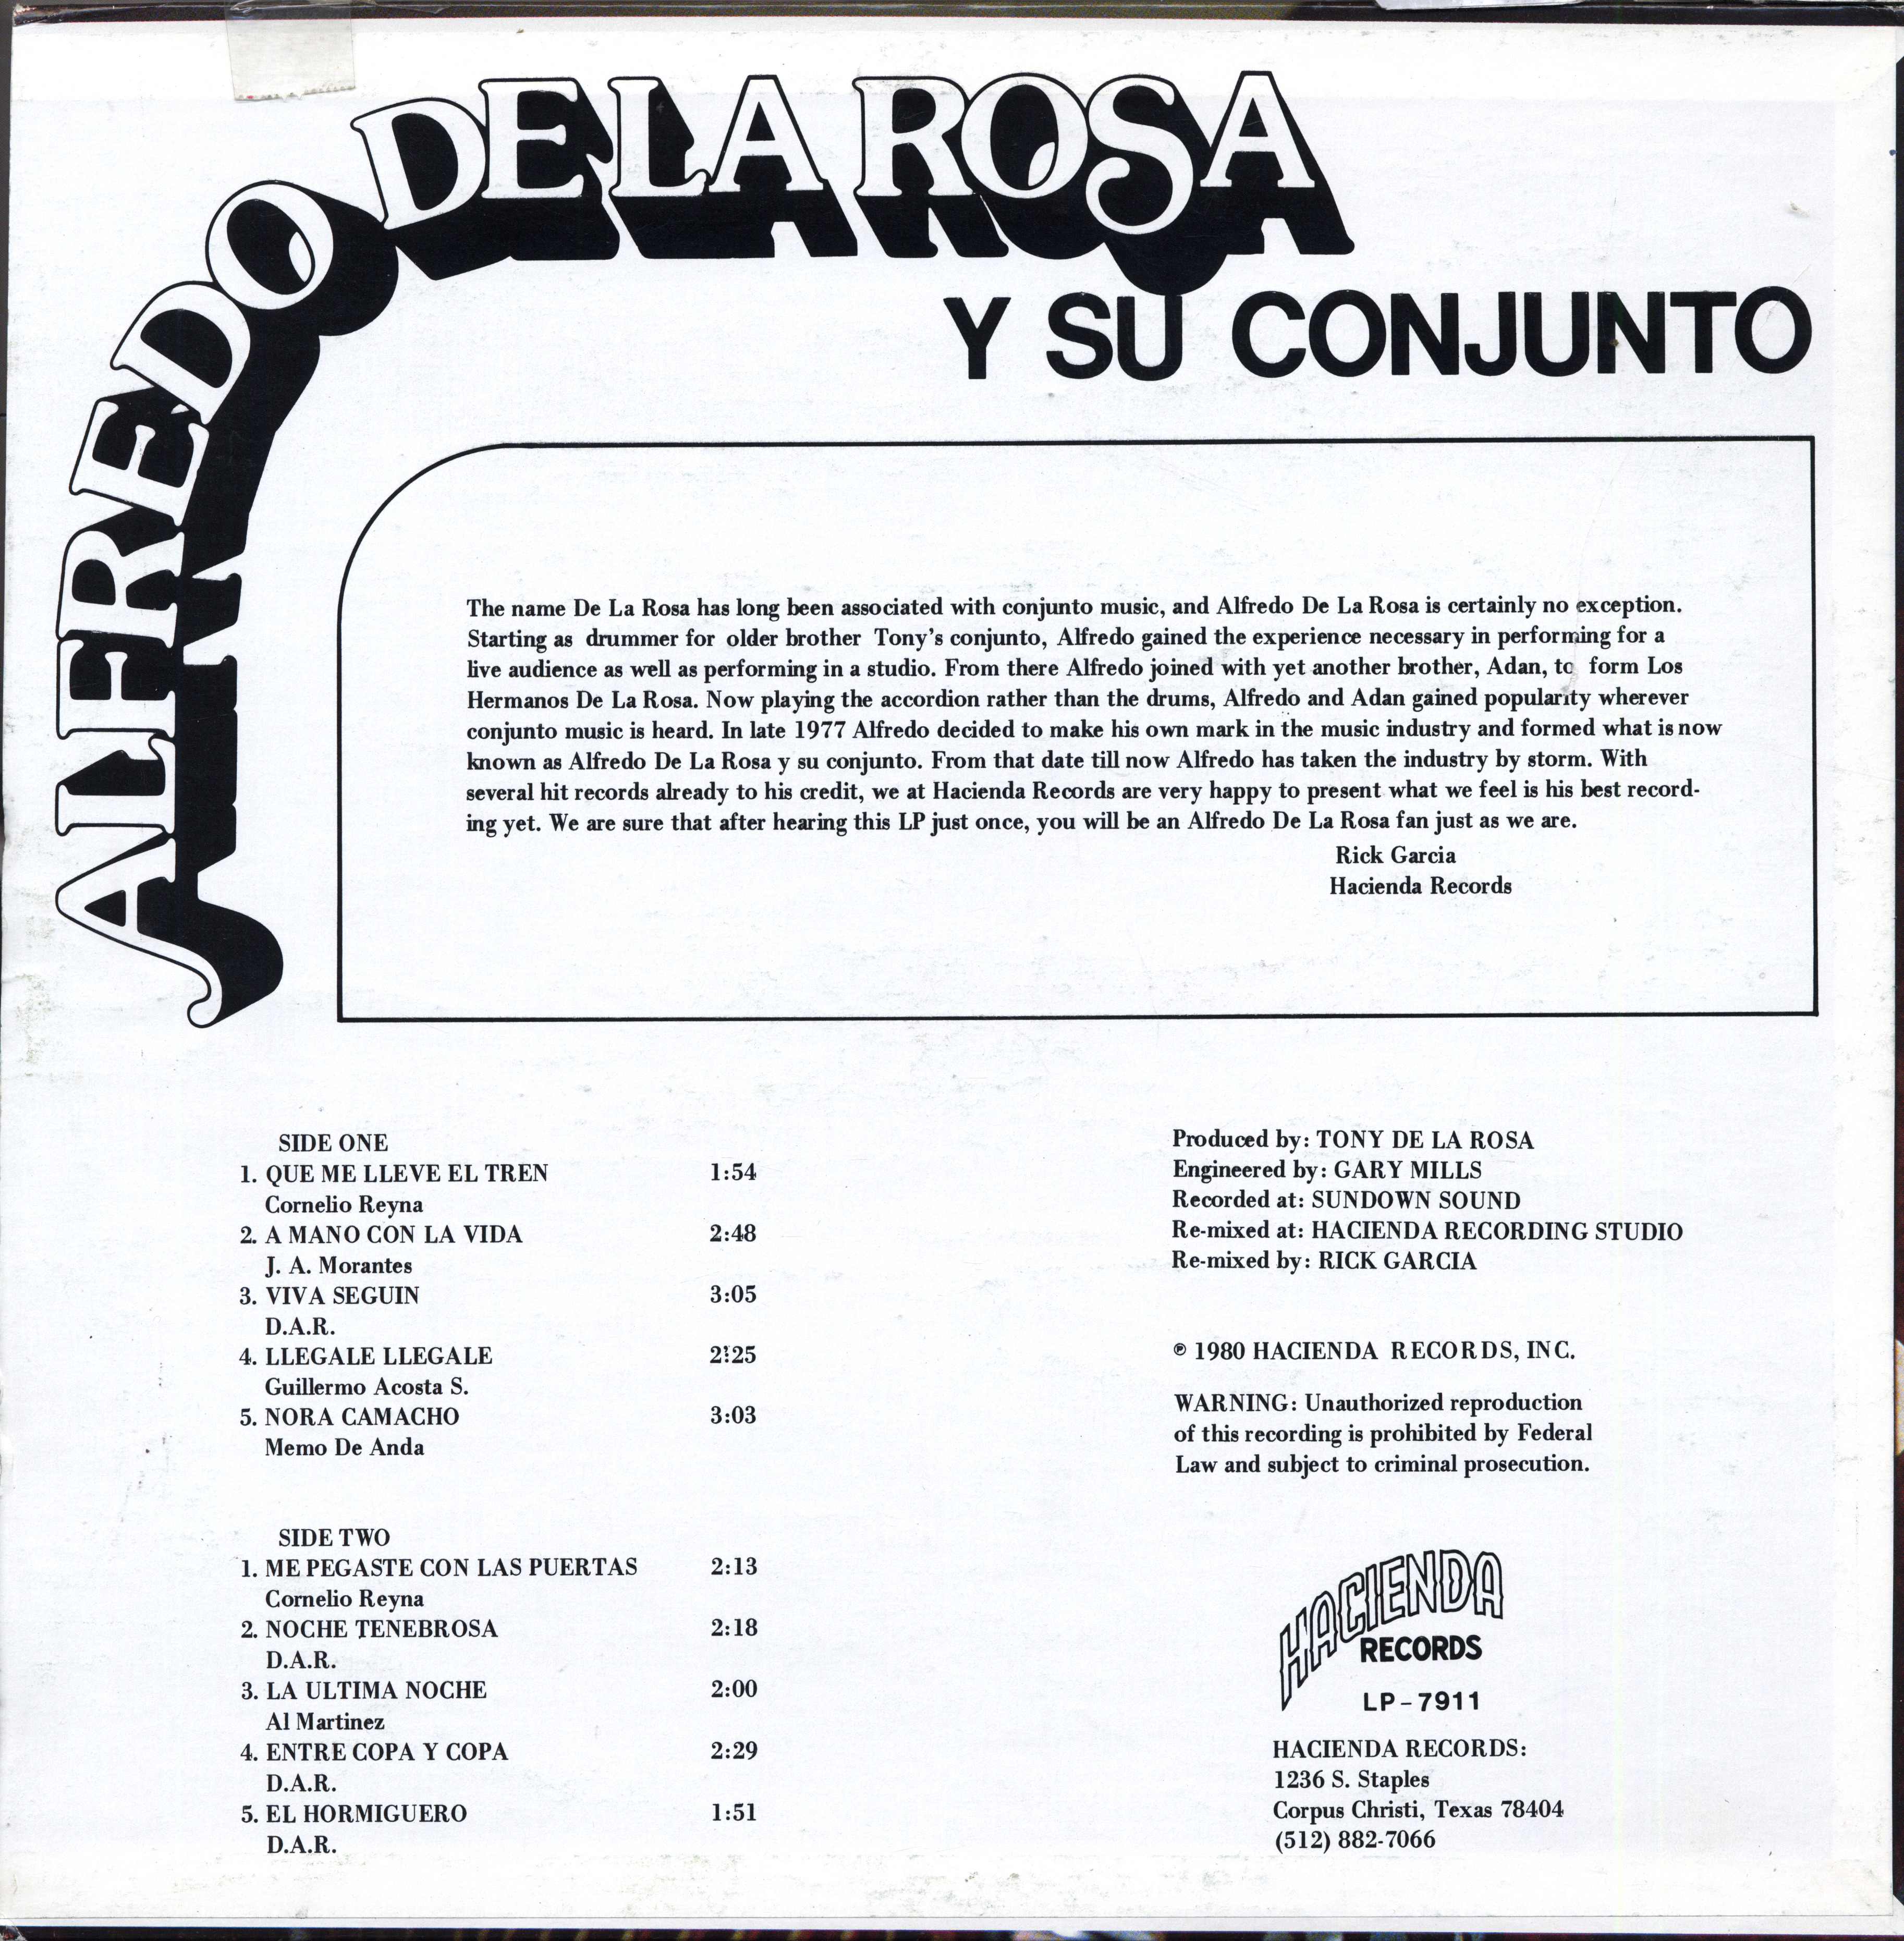 ALFREDO DE LA ROSA
Y SU CONJUNTO
The name De La Rosa has long been associated with conjunto music, and Alfredo De La Rosa is certainly no exception.
Starting as drummer for older brother Tony's conjunto, Alfredo gained the experience necessary in performing for a
live audience as well as performing in a studio. From there Alfredo joined with yet another brother, Adan, to form Los
Hermanos De La Rosa. Now playing the accordion rather than the drums, Alfredo and Adan gained popularity wherever
conjunto music is heard. In late 1977 Alfredo decided to make his own mark in the music industry and formed what is now
known as Alfredo De La Rosa y su conjunto. From that date till now Alfredo has taken the industry by storm. With
several hit records already to his credit, we at Hacienda Records are very happy to present what we feel is his best record-
ing yet. We are sure that after hearing this LP just once, you will be an Alfredo De La Rosa fan just as we are.
Rick Garcia
Hacienda Records
SIDE ONE
1. QUE ME LLEVE EL TREN 1:54
Cornelio Reyna
2. A MANO CON LA VIDA 2:48
J. A. Morantes
3. VIVA SEGUIN 3:05
D.A.R.
4. LLEGALE LLEGALE 2:25
Guillermo Acosta S.
5. NORA CAMACHO 3:03
Memo De Anda
SIDE TWO
1. ME PEGASTE CON LAS PUERTAS 2:13
Cornelio Reyna
2. NOCHE TENEBROSA 2:18
D.A.R.
3. LA ULTIMA NOCHE 2:00
Al Martinez
4. ENTRE COPA Y COPA 2:29
D.A.R.
5. EL HORMIGUERO 1:51
D.A.R.
Produced by: TONY DE LA ROSA
Engineered by: GARY MILLS
Recorded at: SUNDOWN SOUND
Re-mixed at: HACIENDA RECORDING STUDIO
Re-mixed by: RICK GARCIA
℗ 1980 HACIENDA RECORDS, INC.
WARNING: Unauthorized reproduction
of this recording is prohibited by Federal
Law and subject to criminal prosecution.
HACIENDA
RECORDS
LP-7911
HACIENDA RECORDS:
1236 S. Staples
Corpus Christi, Texas 78404
(512) 882-7066